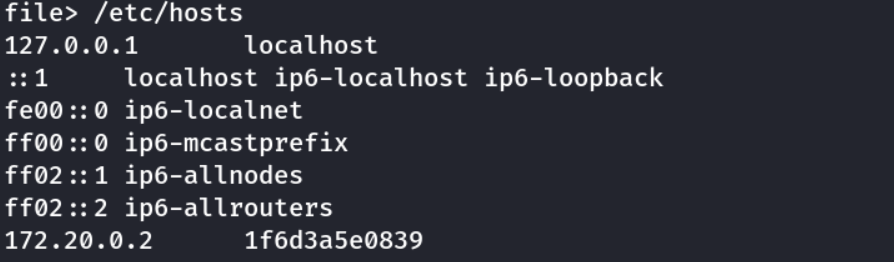 file> /etc/hosts
127.0.0.1 localhost
::1 localhost ip6-localhost ip6-loopback
fe00::0 ip6-localnet
ff00::0 ip6-mcastprefix
ff02::1 ip6-allnodes
ff02::2 ip6-allrouters
172.20.0.2 1f6d3a5e0839